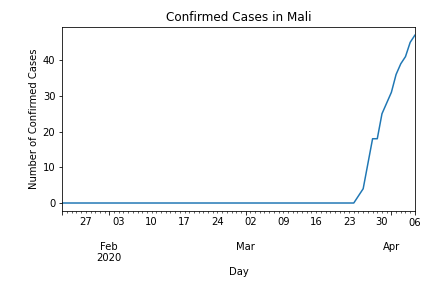 Confirmed Cases in Mali
Number of Confirmed Cases
40
30
20
10
0
27 03 10 17 24 02 09 16 23 30 06
Feb Mar Apr
2020
Day